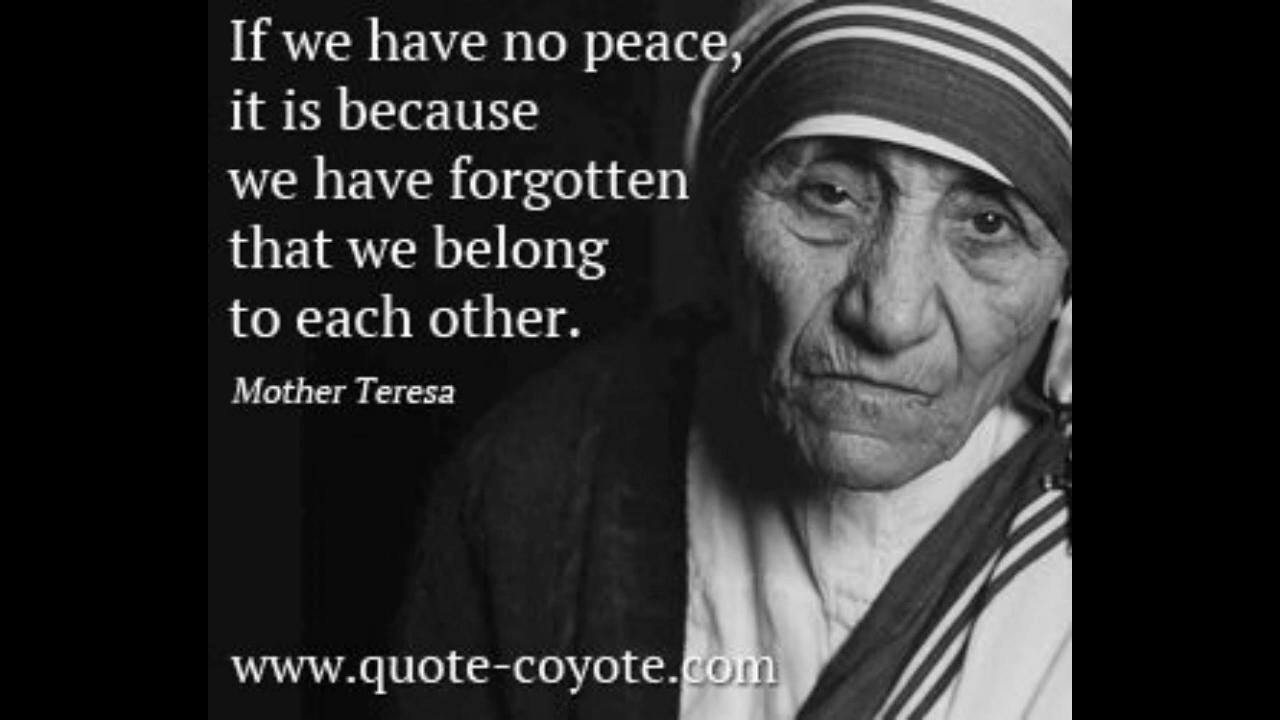 If we have no peace,
it is because
we have forgotten
that we belong
to each other.
Mother Teresa
www.quote-coyote.com